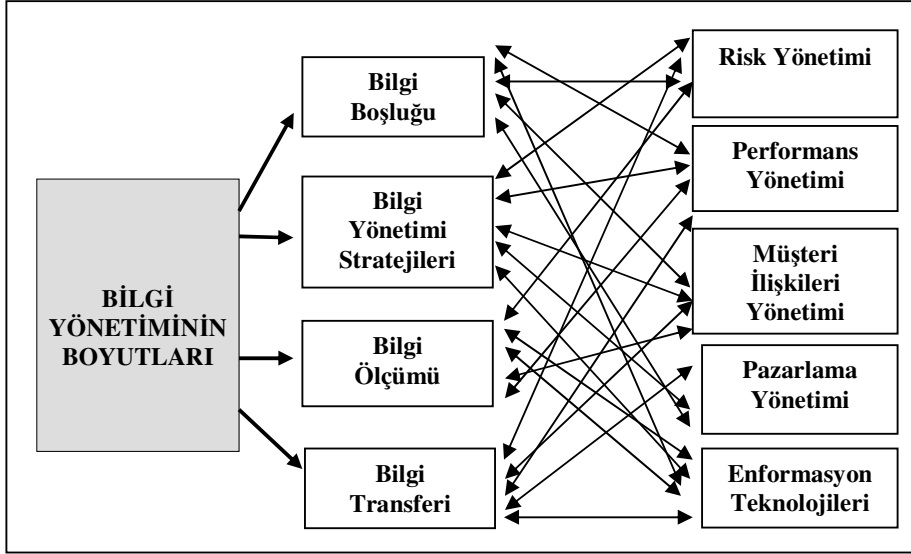 BİLGİ
YÖNETİMİNİN
BOYUTLARI
Bilgi
Boşluğu
Bilgi
Yönetimi
Stratejileri
Bilgi
Ölçümü
Bilgi
Transferi
Risk Yönetimi
Performans
Yönetimi
Müşteri
İlişkileri
Yönetimi
Pazarlama
Yönetimi
Enformasyon
Teknolojileri